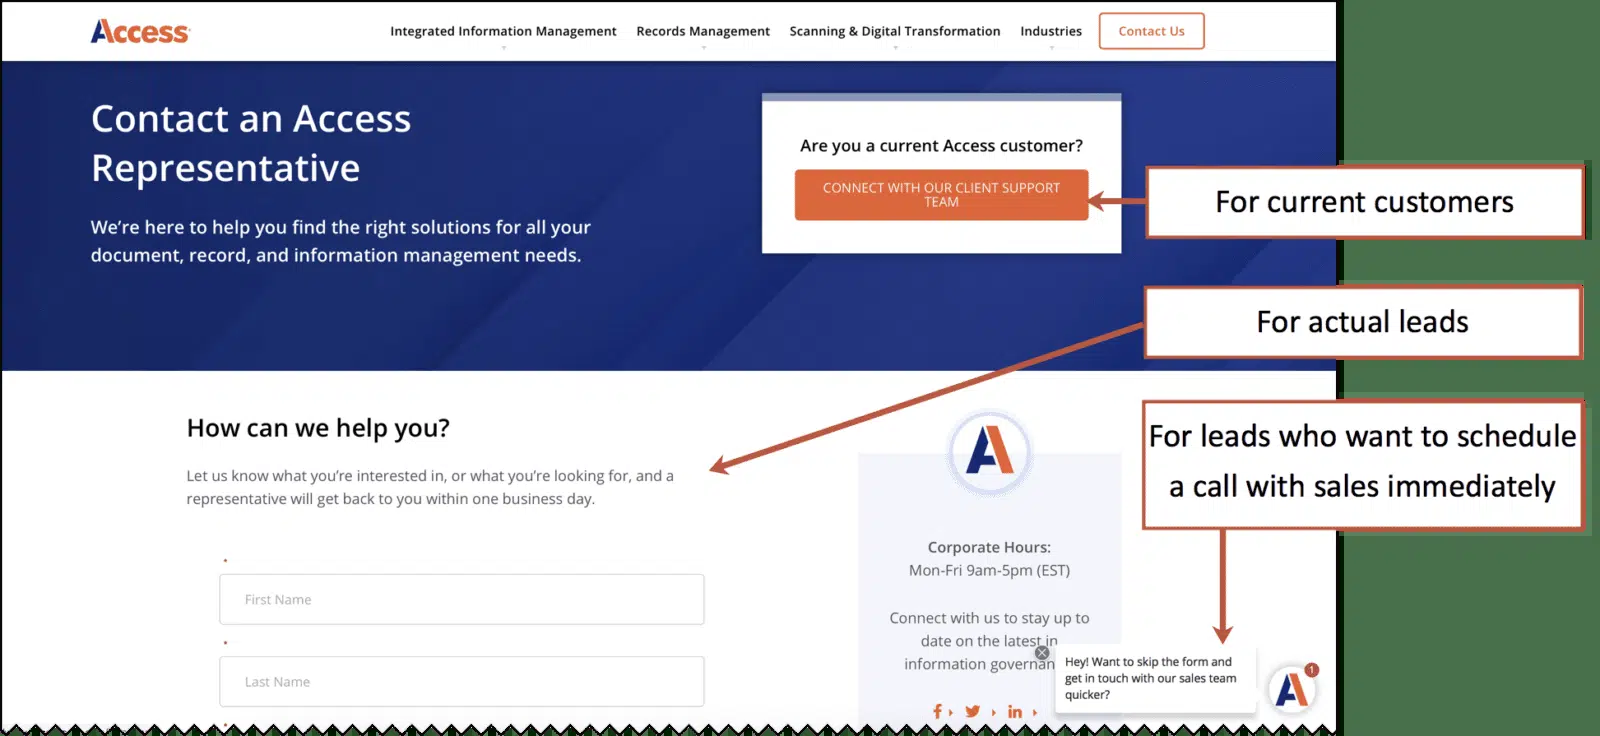 Access
Integrated Information Management
Records Management
Scanning & Digital Transformation
Industries
Contact Us
Contact an Access
Representative
We’re here to help you find the right solutions for all your
document, record, and information management needs.
Are you a current Access customer?
CONNECT WITH OUR CLIENT SUPPORT
TEAM
For current customers
For actual leads
For leads who want to schedule
a call with sales immediately
How can we help you?
Let us know what you’re interested in, or what you’re looking for, and a
representative will get back to you within one business day.
*
First Name
*
Last Name
Corporate Hours:
Mon-Fri 9am-5pm (EST)
Connect with us to stay up to
date on the latest in
information governan
Hey! Want to skip the form and
get in touch with our sales team
quicker?
1